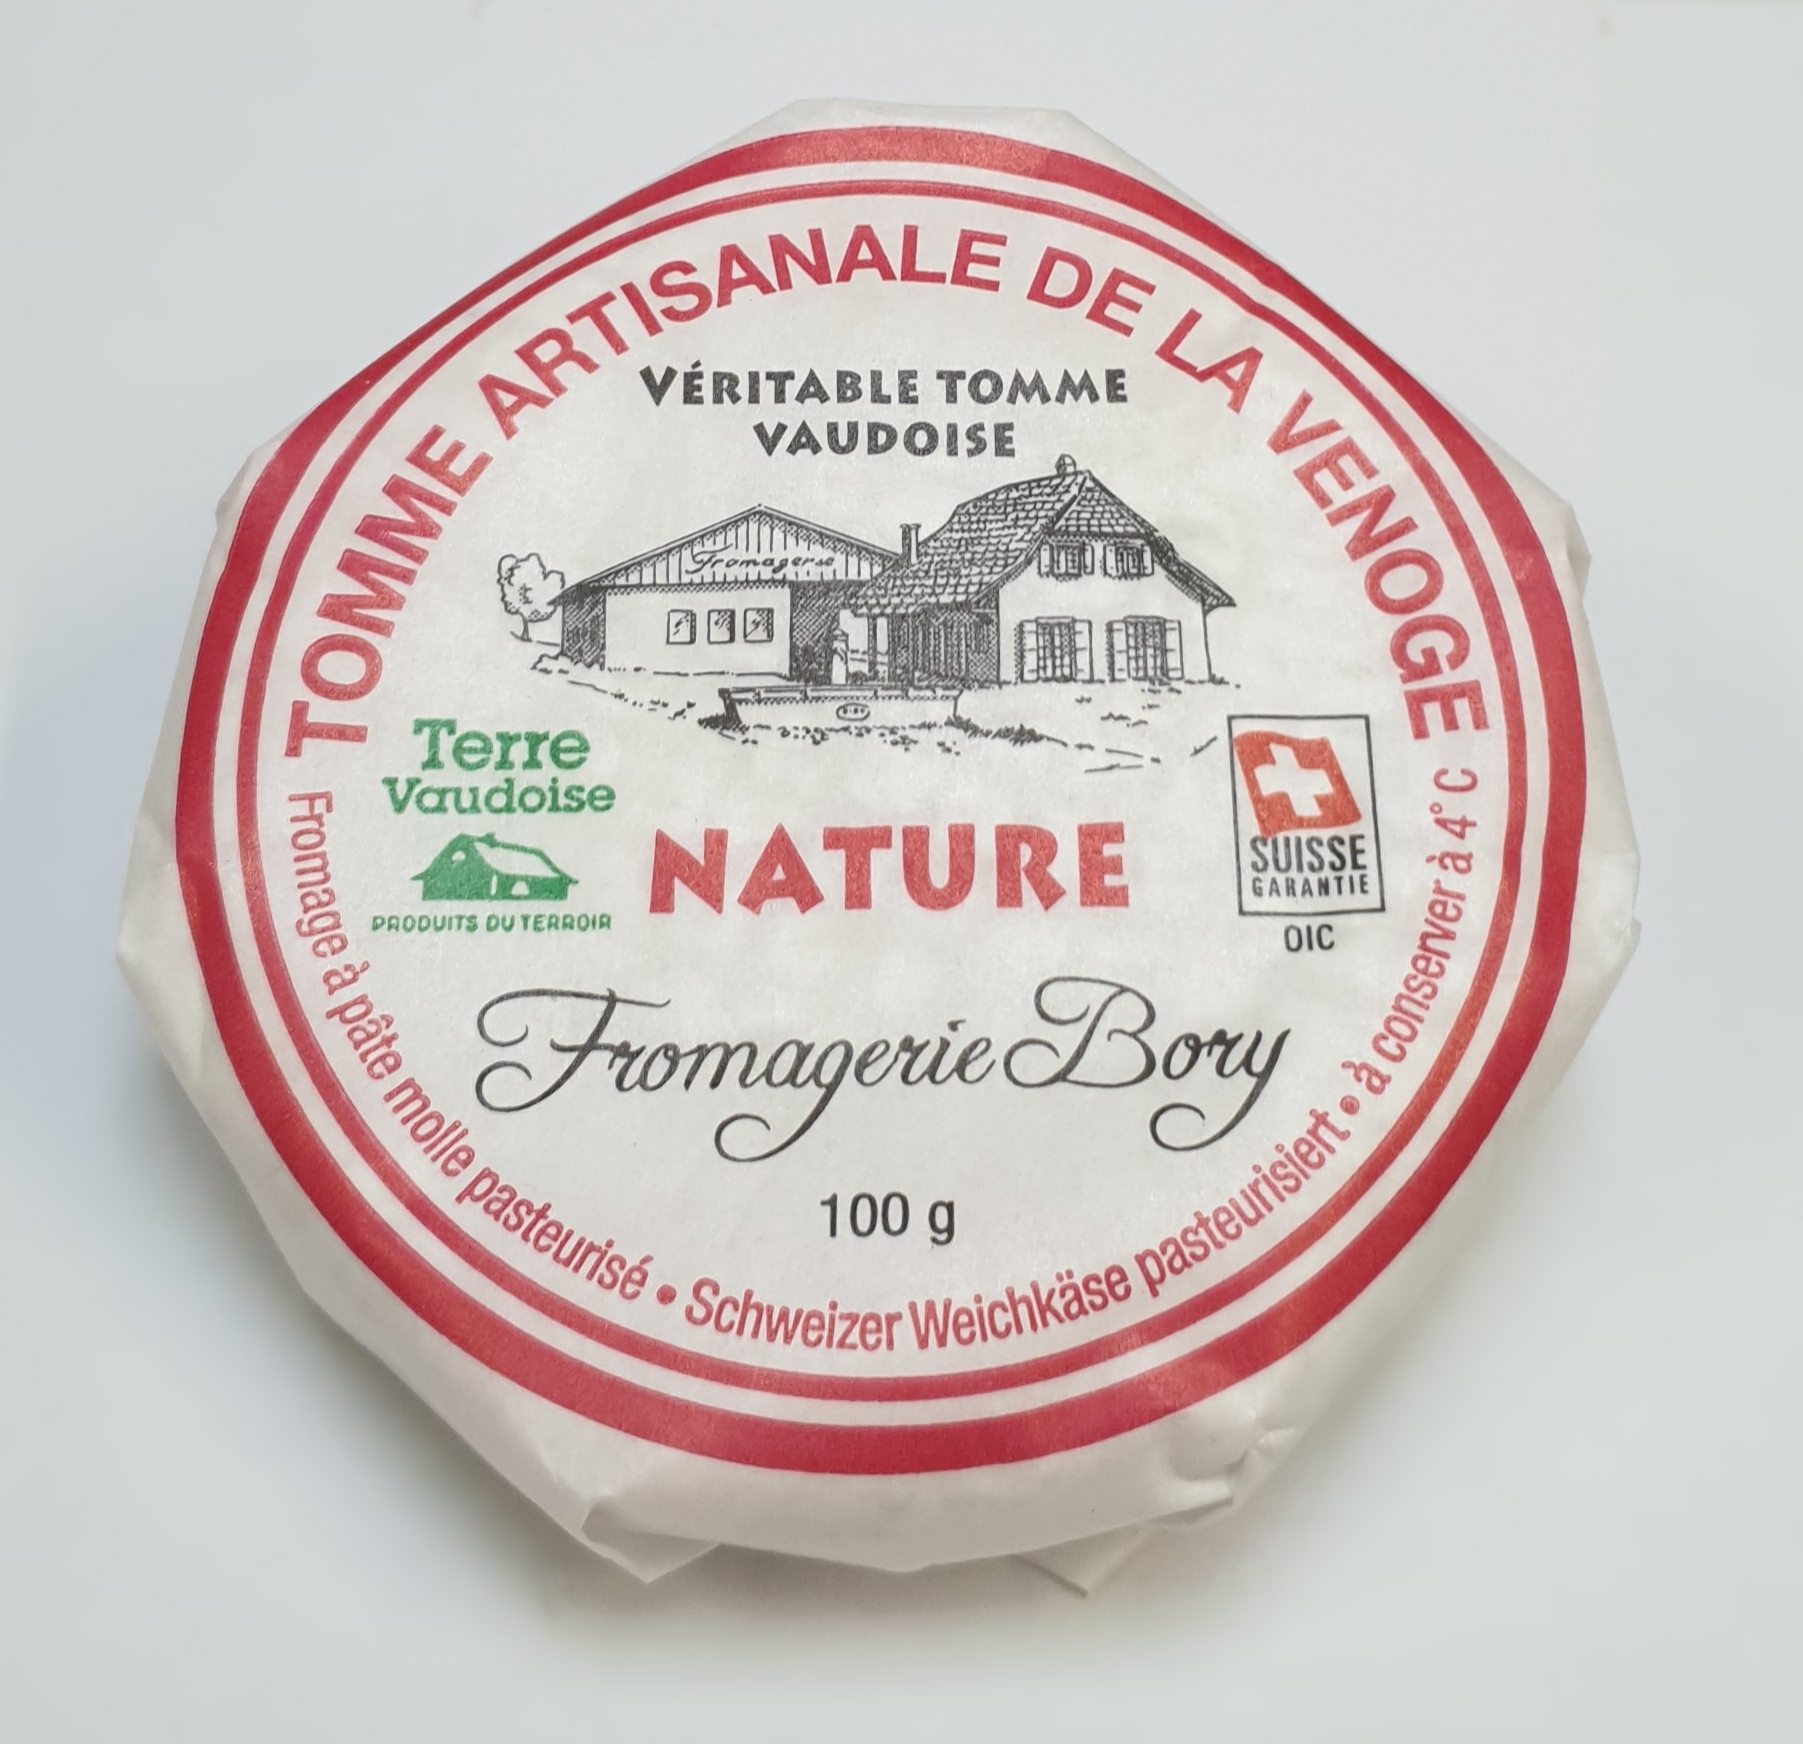 TOMME ARTISANALE DE LA VENOGE
VÉRITABLE TOMME
VAUDOISE
Fromagerie
Terre
Vaudoise
PRODUITS DU TERROIR
NATURE
SUISSE
GARANTIE
OIC
Fromagerie Bory
100 g
Fromage à pâte molle pasteurisé • Schweizer Weichkäse pasteurisiert • à conserver à 4° C